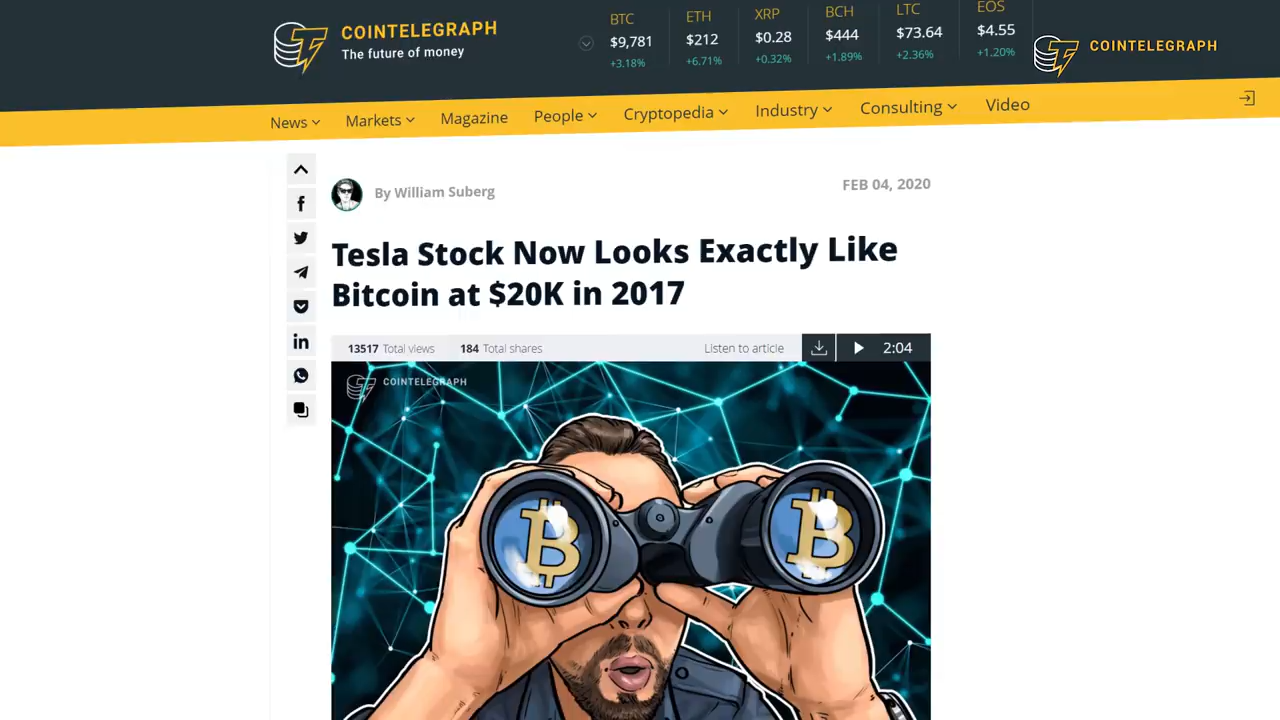 COINTELEGRAPH
The future of money
BTC
$9,781
+3.18%
ETH
$212
+6.71%
XRP
$0.28
+0.32%
BCH
$444
+1.89%
LTC
$73.64
+2.36%
EOS
$4.55
+1.20%
COINTELEGRAPH
News Markets Magazine People Cryptopedia Industry Consulting Video
By William Suberg
FEB 04, 2020
Tesla Stock Now Looks Exactly Like
Bitcoin at $20K in 2017
13517 Total views 184 Total shares Listen to article 2:04
COINTELEGRAPH